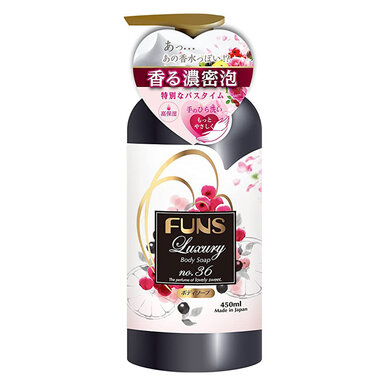 あっ…
あの香水っぽい!?
香る濃密泡
特別なバスタイム
高保湿
手のひら洗い
もっと
やさしく
FUNS
Luxury
Body Soap
no.36
The perfume of lovely sweet.
ボディソープ
450ml
Made in Japan